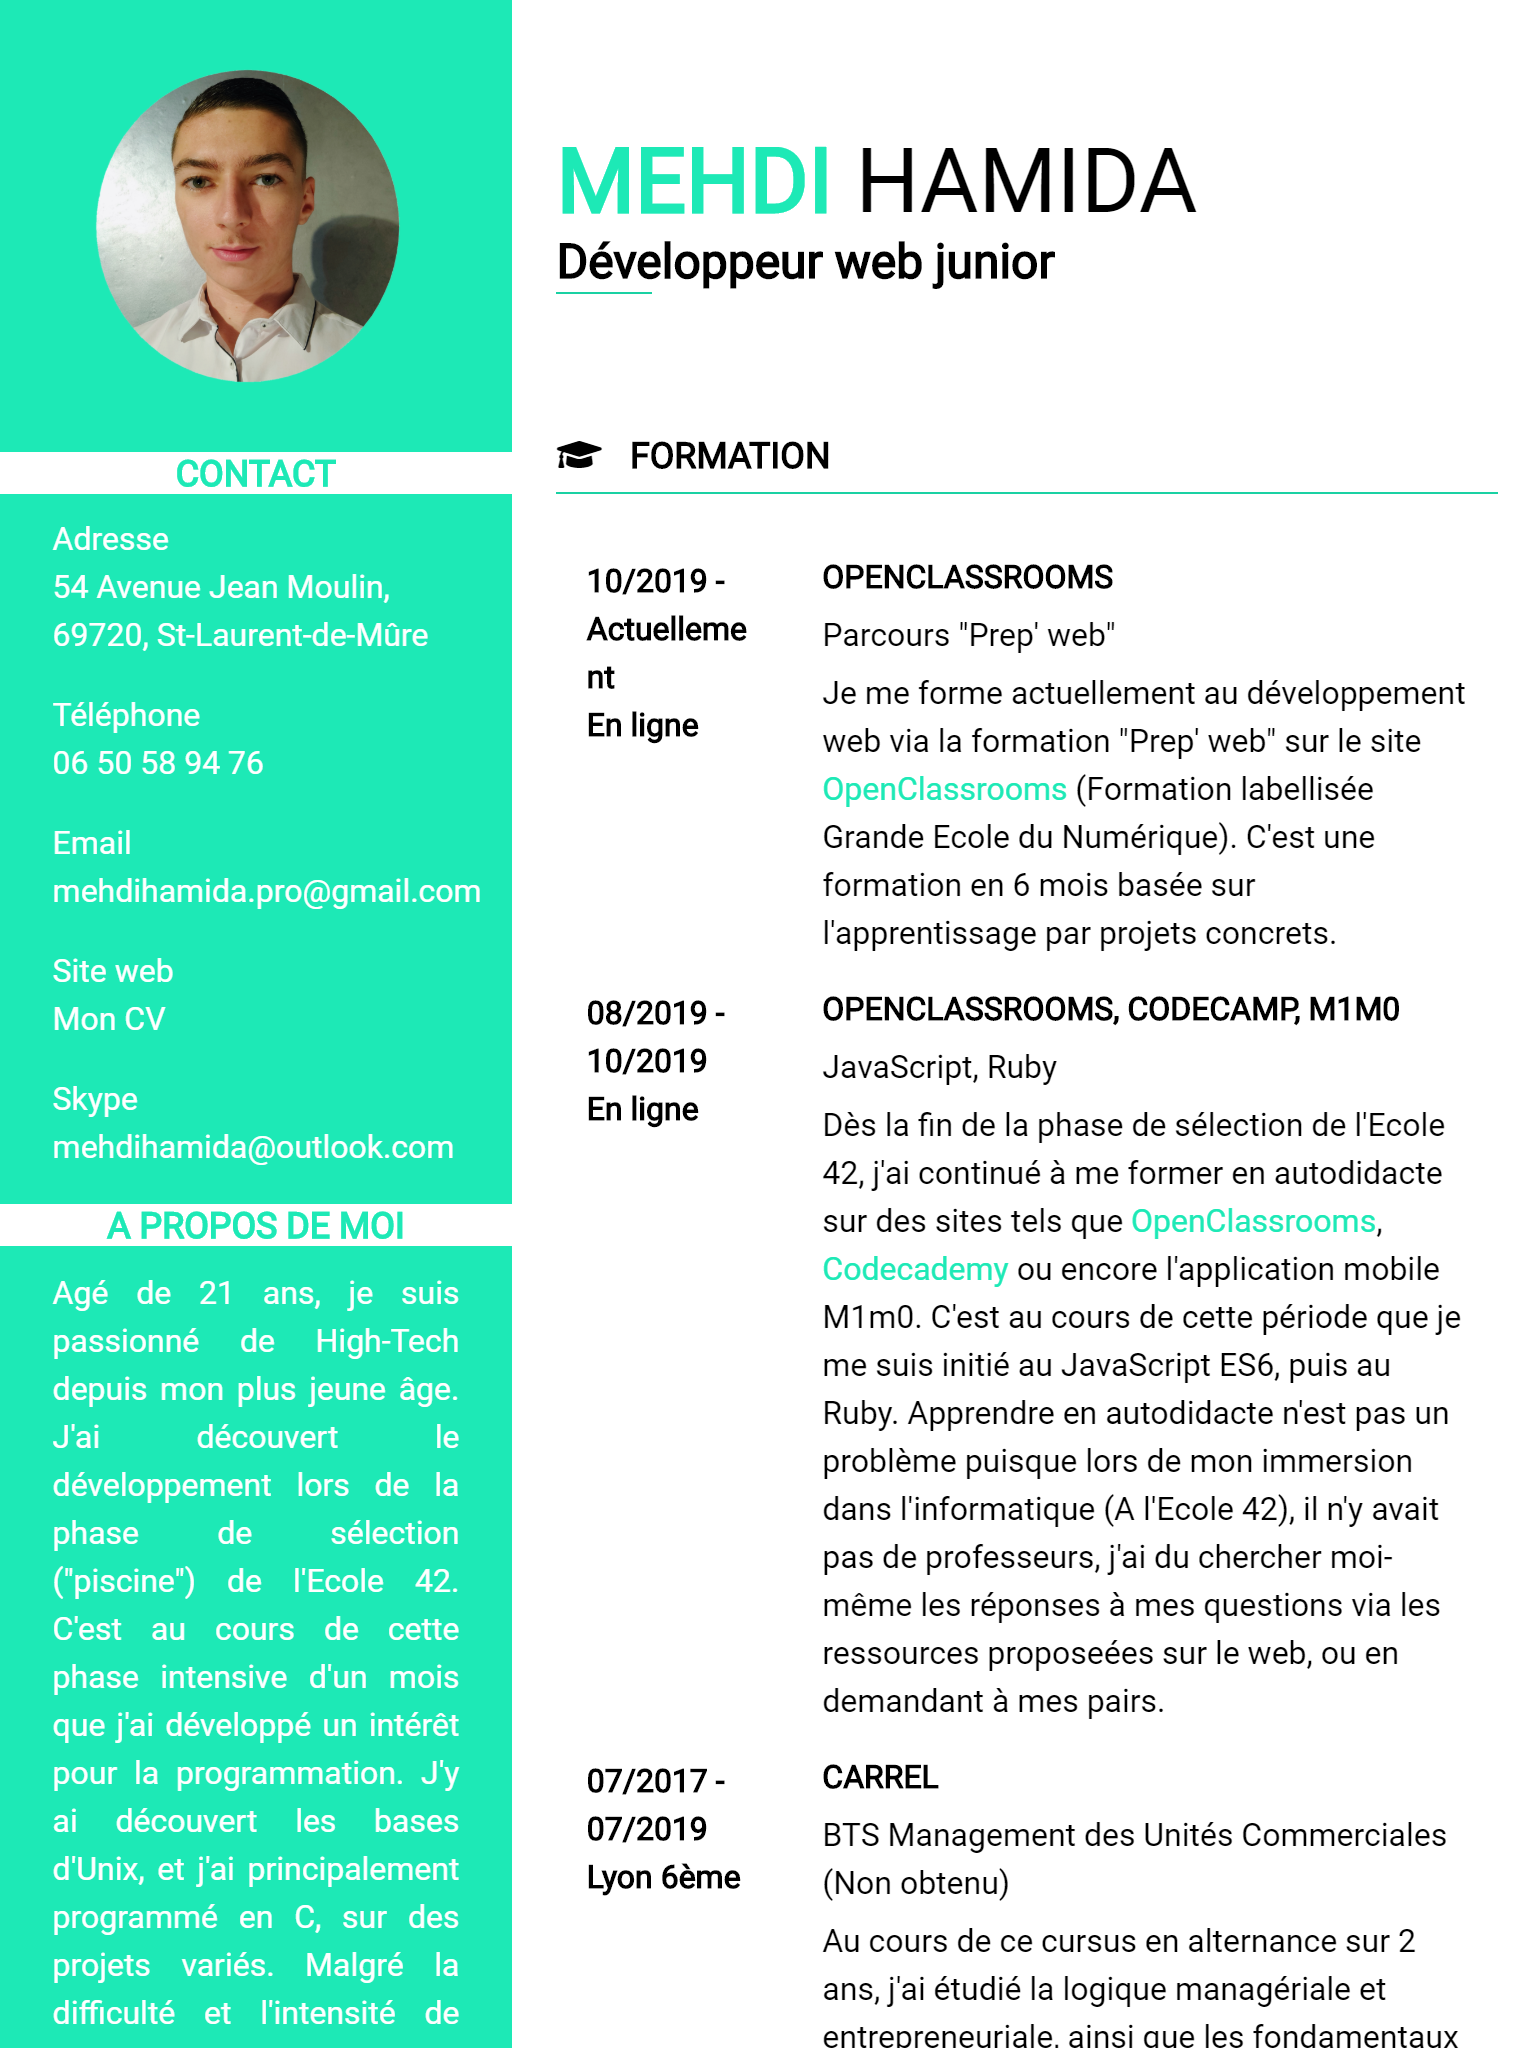 MEHDI HAMIDA
Développeur web junior
CONTACT
Adresse
54 Avenue Jean Moulin,
69720, St-Laurent-de-Mûre
Téléphone
06 50 58 94 76
Email
mehdihamida.pro@gmail.com
Site web
Mon CV
Skype
mehdihamida@outlook.com
A PROPOS DE MOI
Agé de 21 ans, je suis
passionné de High-Tech
depuis mon plus jeune âge.
J'ai découvert le
développement lors de la
phase de sélection
("piscine") de l'Ecole 42.
C'est au cours de cette
phase intensive d'un mois
que j'ai développé un intérêt
pour la programmation. J'y
ai découvert les bases
d'Unix, et j'ai principalement
programmé en C, sur des
projets variés. Malgré la
difficulté et l'intensité de
FORMATION
10/2019 -
Actuelleme
nt
En ligne
OPENCLASSROOMS
Parcours "Prep' web"
Je me forme actuellement au développement
web via la formation "Prep' web" sur le site
OpenClassrooms (Formation labellisée
Grande Ecole du Numérique). C'est une
formation en 6 mois basée sur
l'apprentissage par projets concrets.
08/2019 -
10/2019
En ligne
OPENCLASSROOMS, CODECAMP, M1M0
JavaScript, Ruby
Dès la fin de la phase de sélection de l'Ecole
42, j'ai continué à me former en autodidacte
sur des sites tels que OpenClassrooms,
Codecademy ou encore l'application mobile
M1m0. C'est au cours de cette période que je
me suis initié au JavaScript ES6, puis au
Ruby. Apprendre en autodidacte n'est pas un
problème puisque lors de mon immersion
dans l'informatique (A l'Ecole 42), il n'y avait
pas de professeurs, j'ai du chercher moi-
même les réponses à mes questions via les
ressources proposeées sur le web, ou en
demandant à mes pairs.
07/2017 -
07/2019
Lyon 6ème
CARREL
BTS Management des Unités Commerciales
(Non obtenu)
Au cours de ce cursus en alternance sur 2
ans, j'ai étudié la logique managériale et
entrepreneuriale, ainsi que les fondamentaux